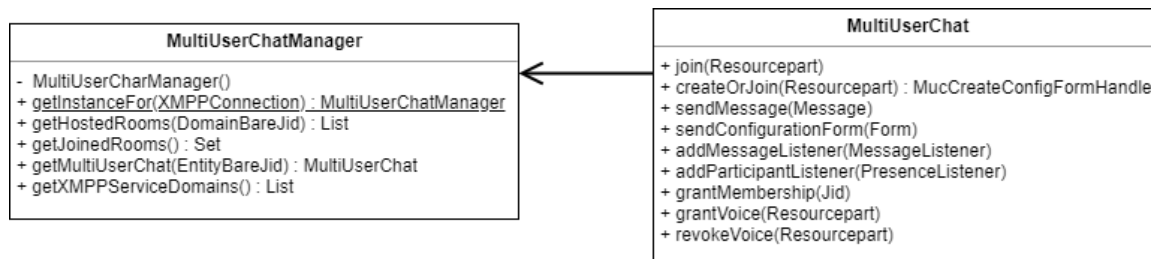 MultiUserChatManager
- MultiUserCharManager()
+ getInstanceFor(XMPPConnection) : MultiUserChatManager
+ getHostedRooms(DomainBareJid) : List
+ getJoinedRooms() : Set
+ getMultiUserChat(EntityBareJid) : MultiUserChat
+ getXMPPServiceDomains() : List
MultiUserChat
+ join(Resourcepart)
+ createOrJoin(Resourcepart) : MucCreateConfigFormHandle
+ sendMessage(Message)
+ sendConfigurationForm(Form)
+ addMessageListener(MessageListener)
+ addParticipantListener(PresenceListener)
+ grantMembership(Jid)
+ grantVoice(Resourcepart)
+ revokeVoice(Resourcepart)